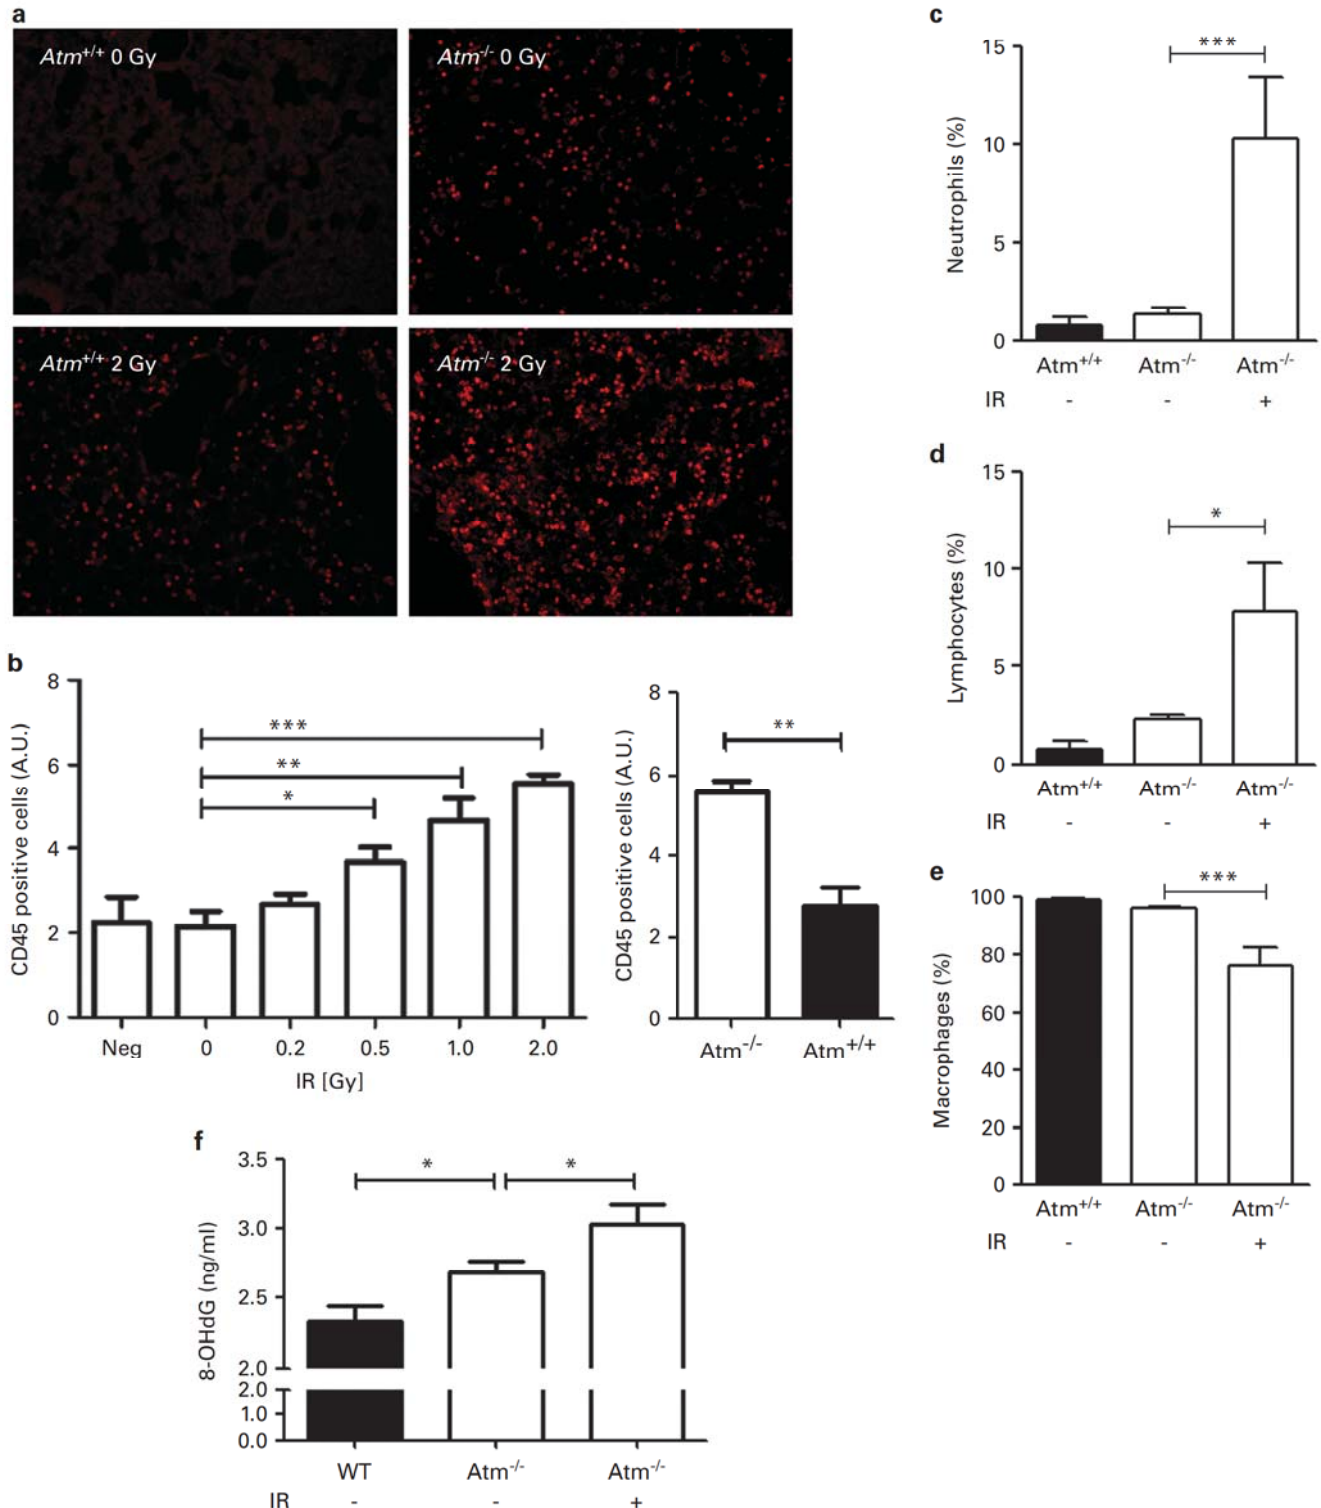 a
Atm+/+ 0 Gy
Atm-/- 0 Gy
Atm+/+ 2 Gy
Atm-/- 2 Gy
b
CD45 positive cells (A.U.)
8
6
4
2
0
***
**
*
Neg 0 0.2 0.5 1.0 2.0
IR [Gy]
CD45 positive cells (A.U.)
8
6
4
2
0
**
Atm-/- Atm+/+
c
Neutrophils (%)
15
10
5
0
***
Atm+/+ Atm-/- Atm-/-
IR - - +
d
Lymphocytes (%)
15
10
5
0
*
Atm+/+ Atm-/- Atm-/-
IR - - +
e
Macrophages (%)
100
80
60
40
20
0
***
Atm+/+ Atm-/- Atm-/-
IR - - +
f
8-OHdG (ng/ml)
3.5
3.0
2.5
2.0
2.0
1.0
0.0
* *
WT Atm-/- Atm-/-
IR - - +